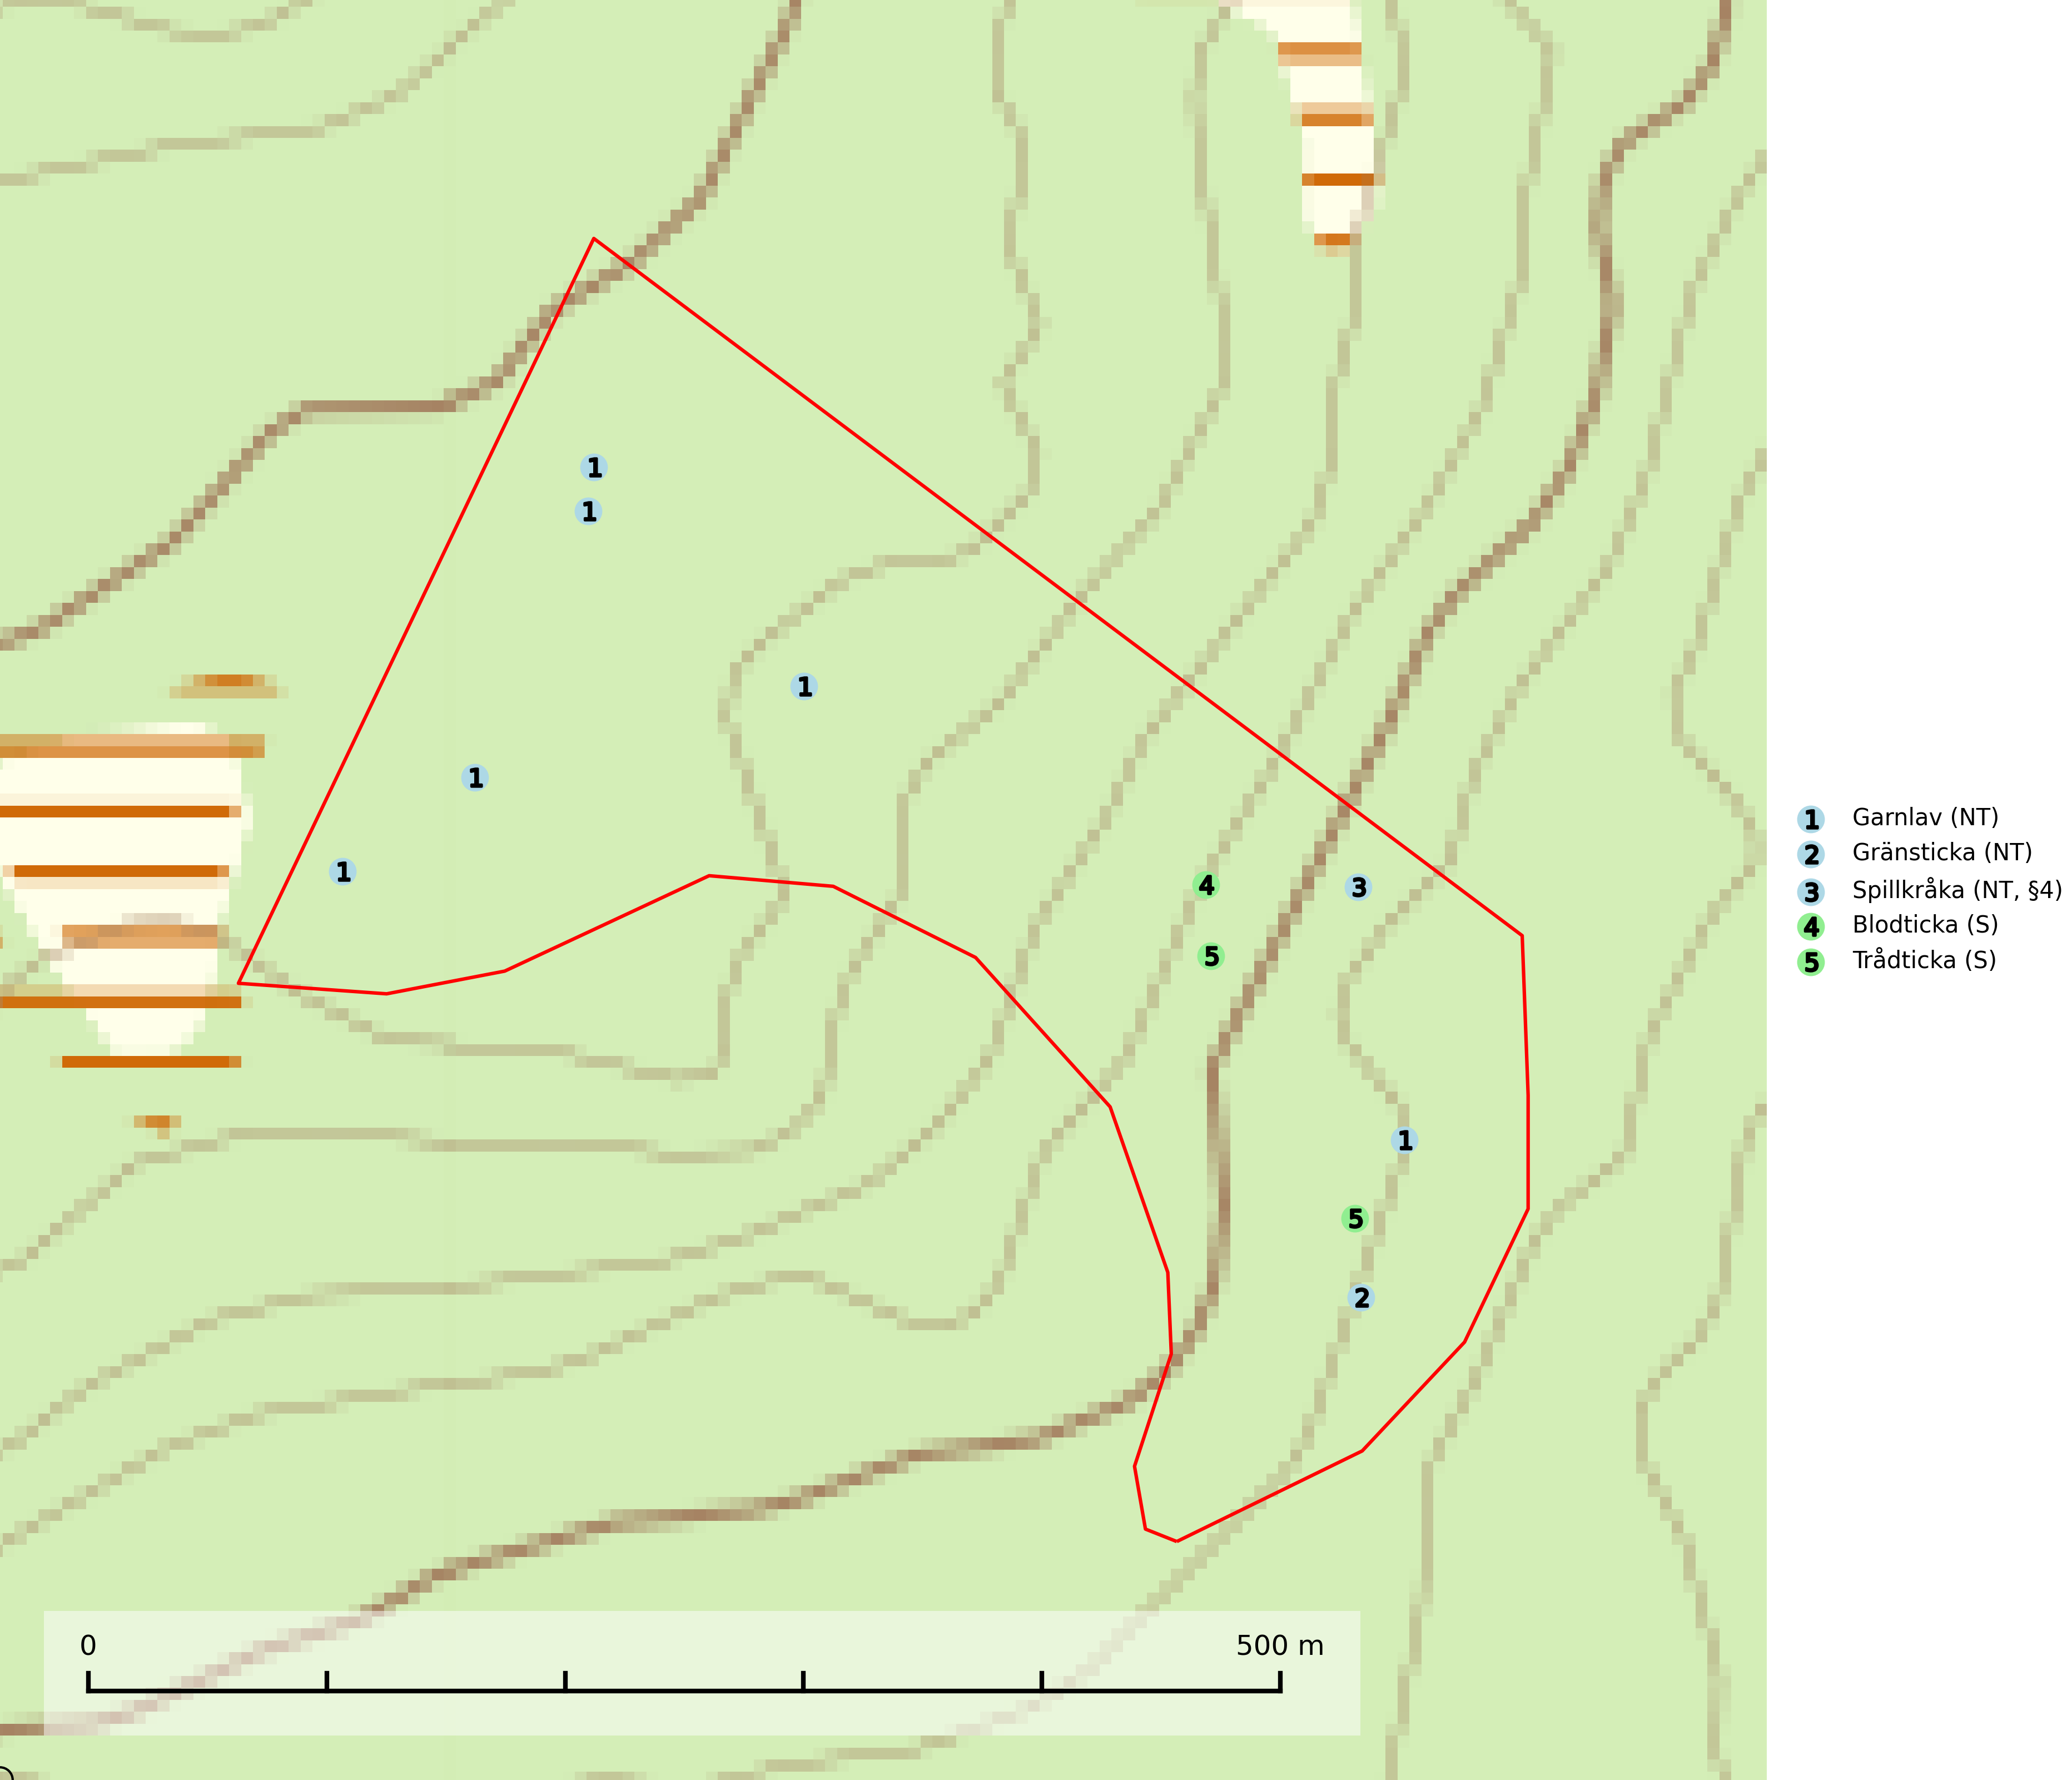 1
1
1
1
1
4
3
5
1
5
2
1 Garnlav (NT)
2 Gränsticka (NT)
3 Spillkråka (NT, §4)
4 Blodticka (S)
5 Trådticka (S)
0 500 m